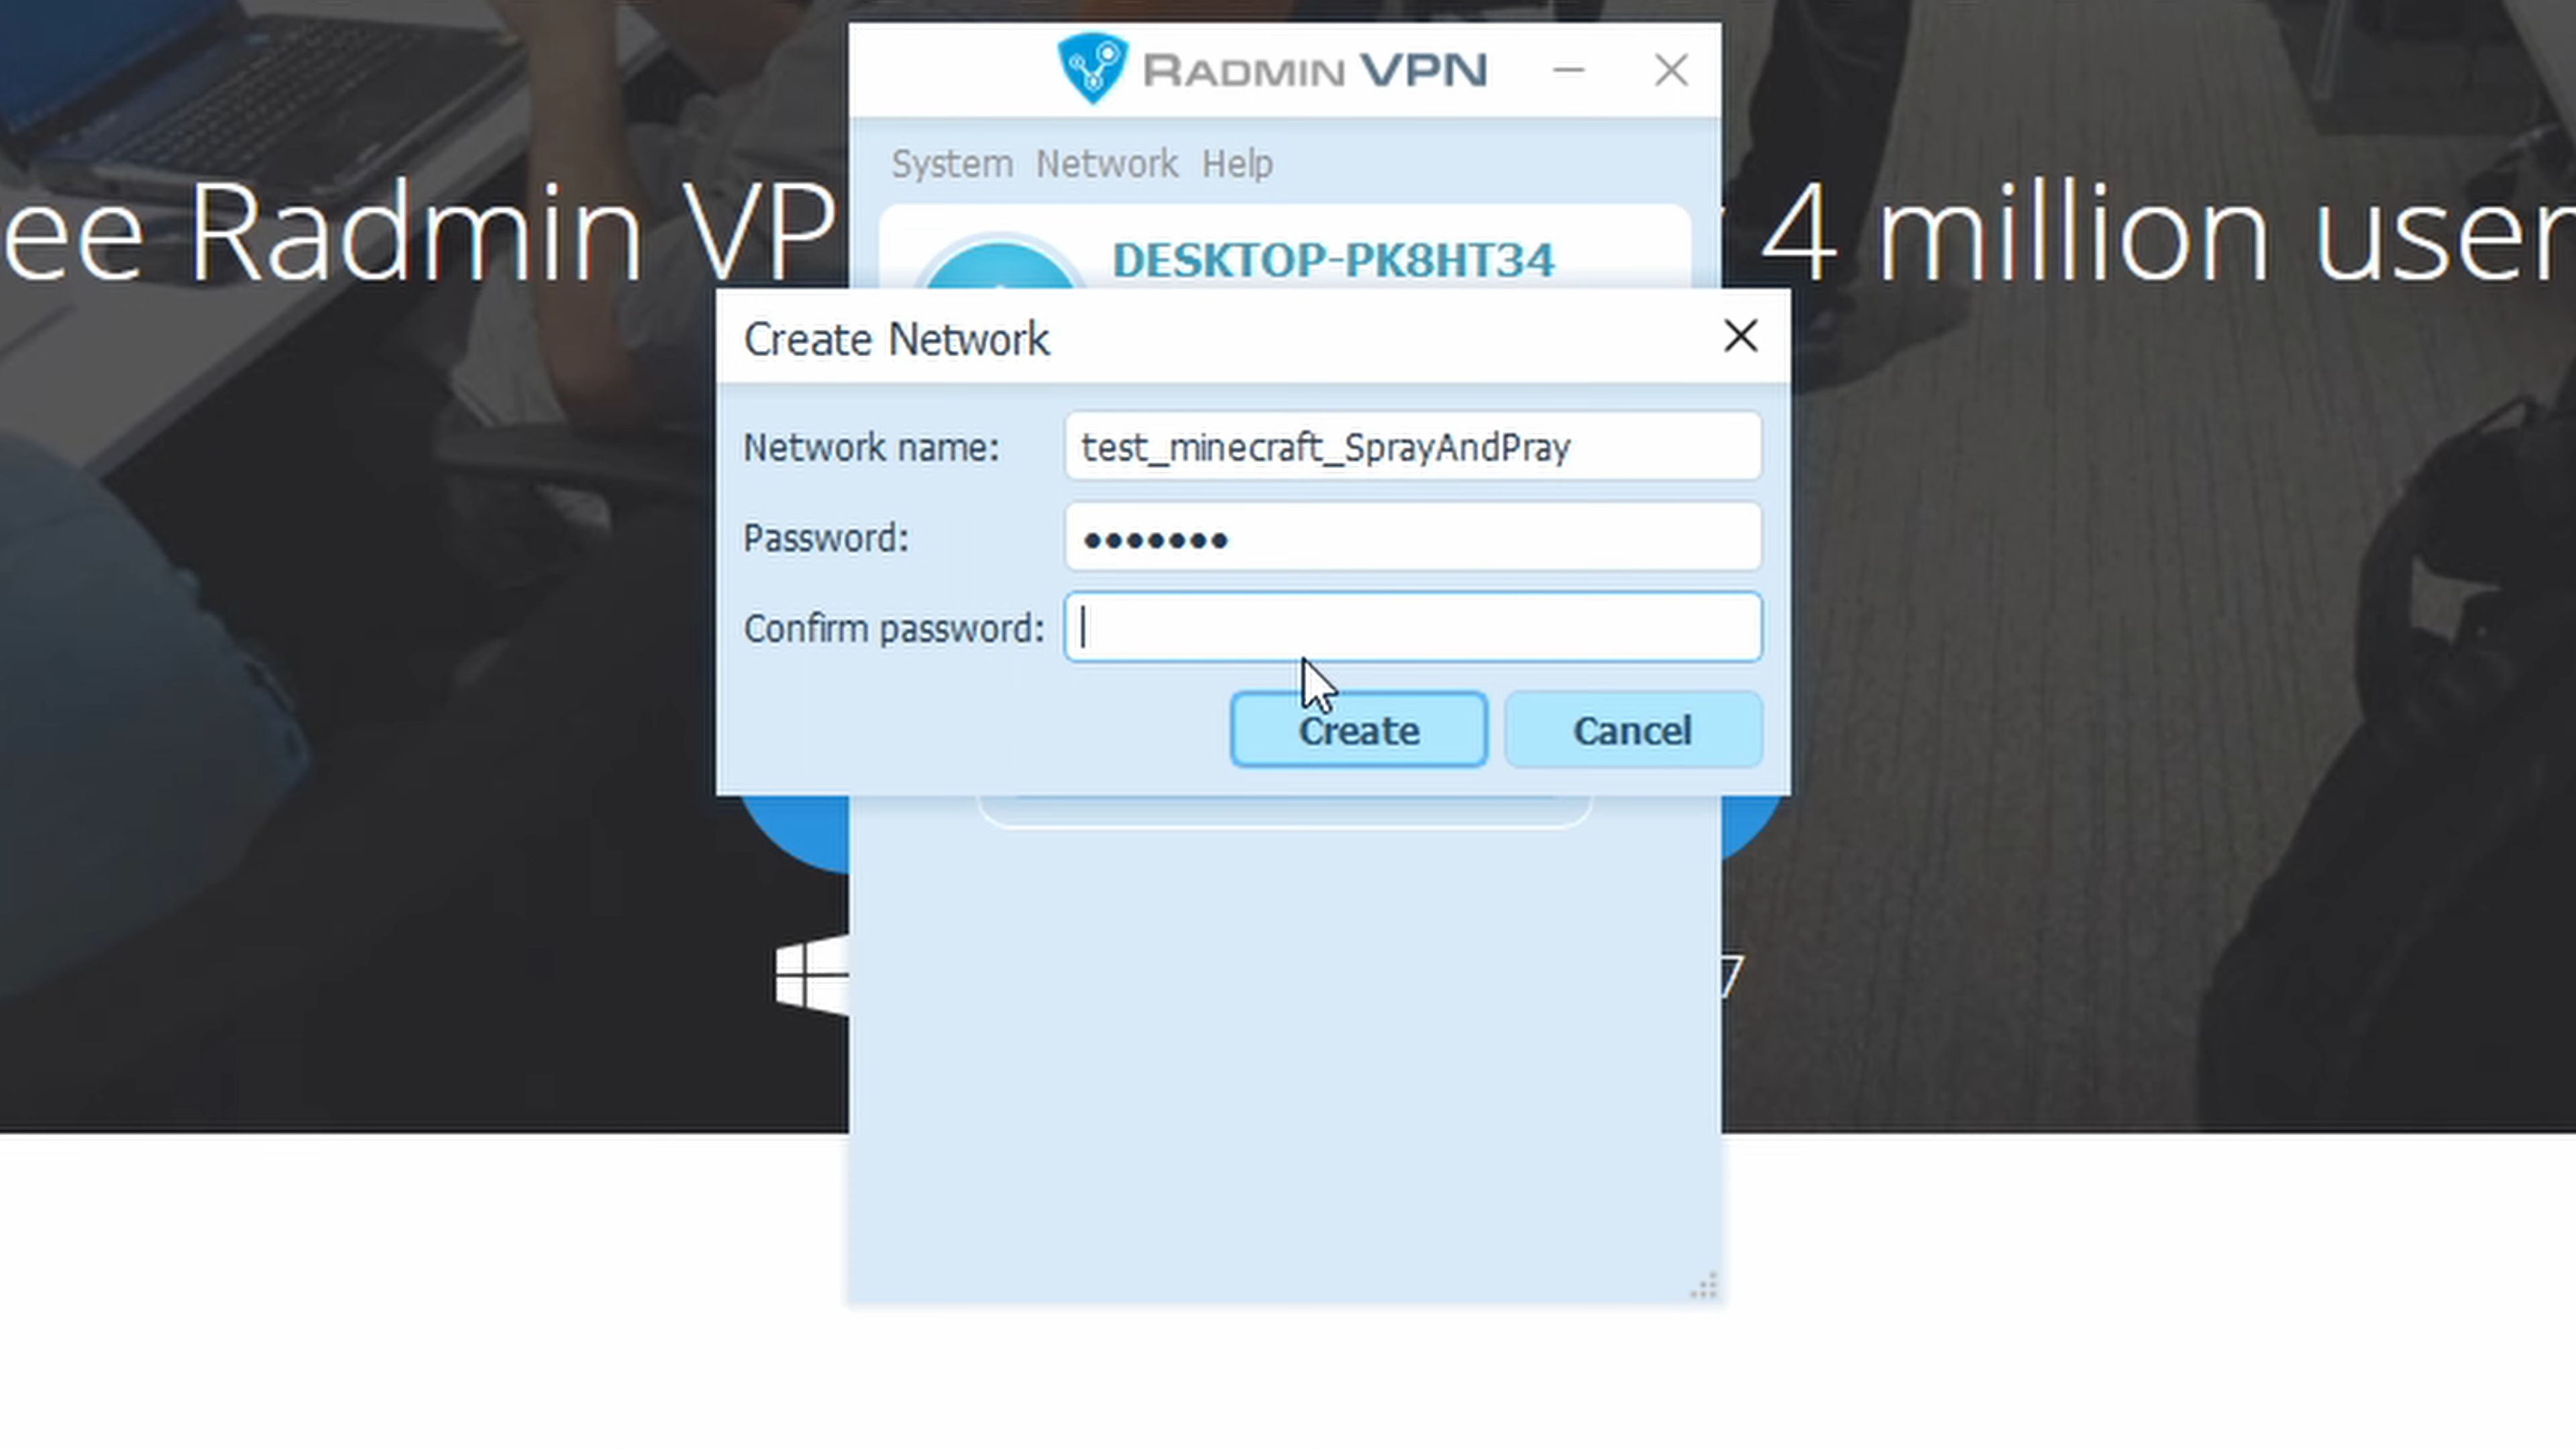 RADMIN VPN
System Network Help
ee Radmin VP
4 million user
DESKTOP-PK8HT34
Create Network
Network name: test_minecraft_SprayAndPray
Password: •••••••
Confirm password:
Create Cancel
7